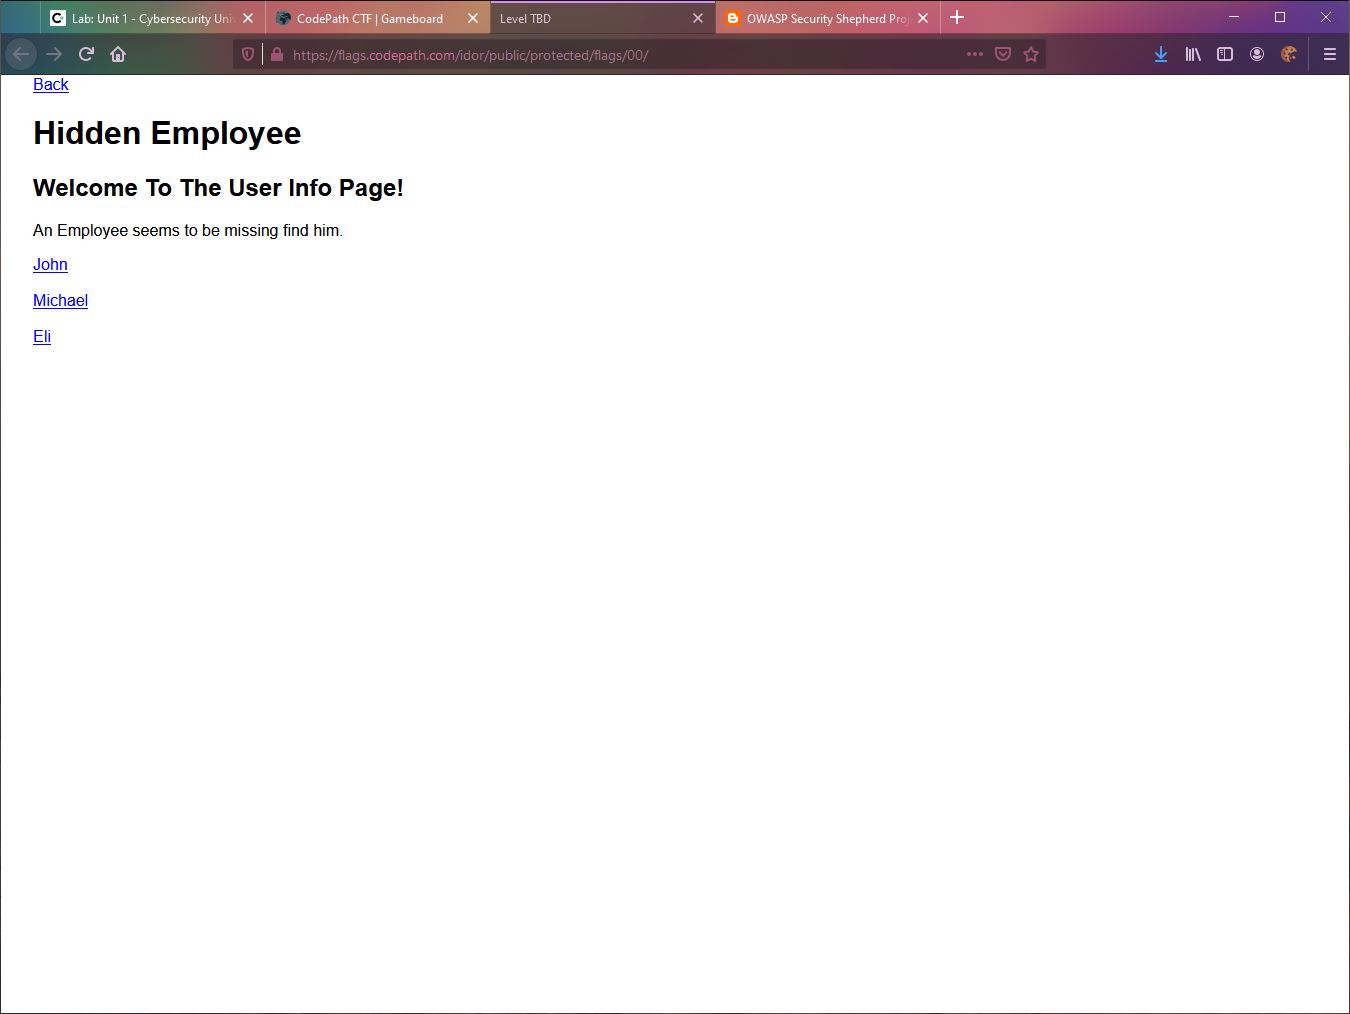 Lab: Unit 1 - Cybersecurity Univ
CodePath CTF | Gameboard
Level TBD
OWASP Security Shepherd Proj
https://flags.codepath.com/idor/public/protected/flags/00/
Back
Hidden Employee
Welcome To The User Info Page!
An Employee seems to be missing find him.
John
Michael
Eli